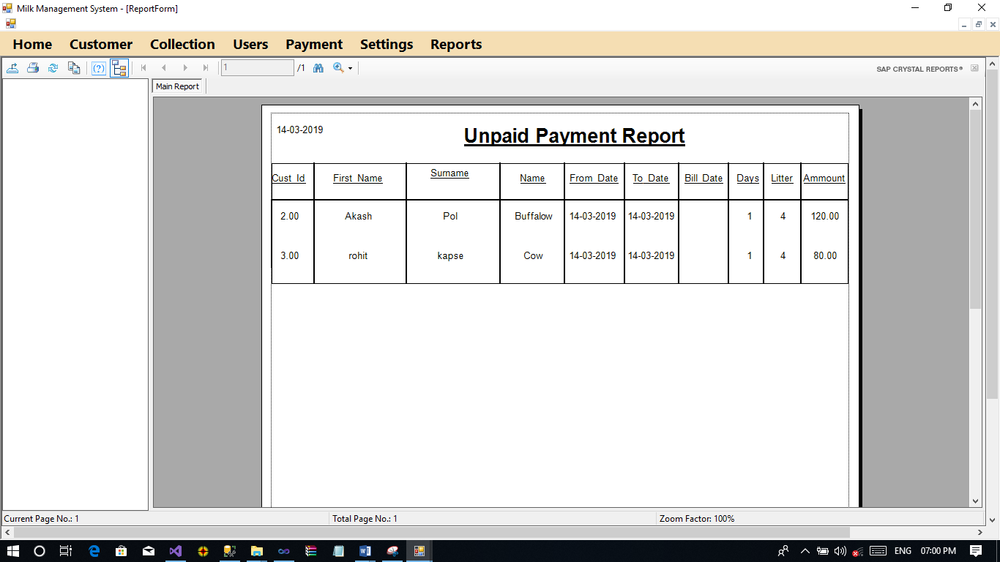 Milk Management System - [ReportForm]
Home Customer Collection Users Payment Settings Reports
1 /1 SAP CRYSTAL REPORTS®
Main Report
14-03-2019
Unpaid Payment Report
Cust Id First Name Surname Name From Date To Date Bill Date Days Litter Ammount
2.00 Akash Pol Buffalow 14-03-2019 14-03-2019 1 4 120.00
3.00 rohit kapse Cow 14-03-2019 14-03-2019 1 4 80.00
Current Page No.: 1 Total Page No.: 1 Zoom Factor: 100%
ENG 07:00 PM